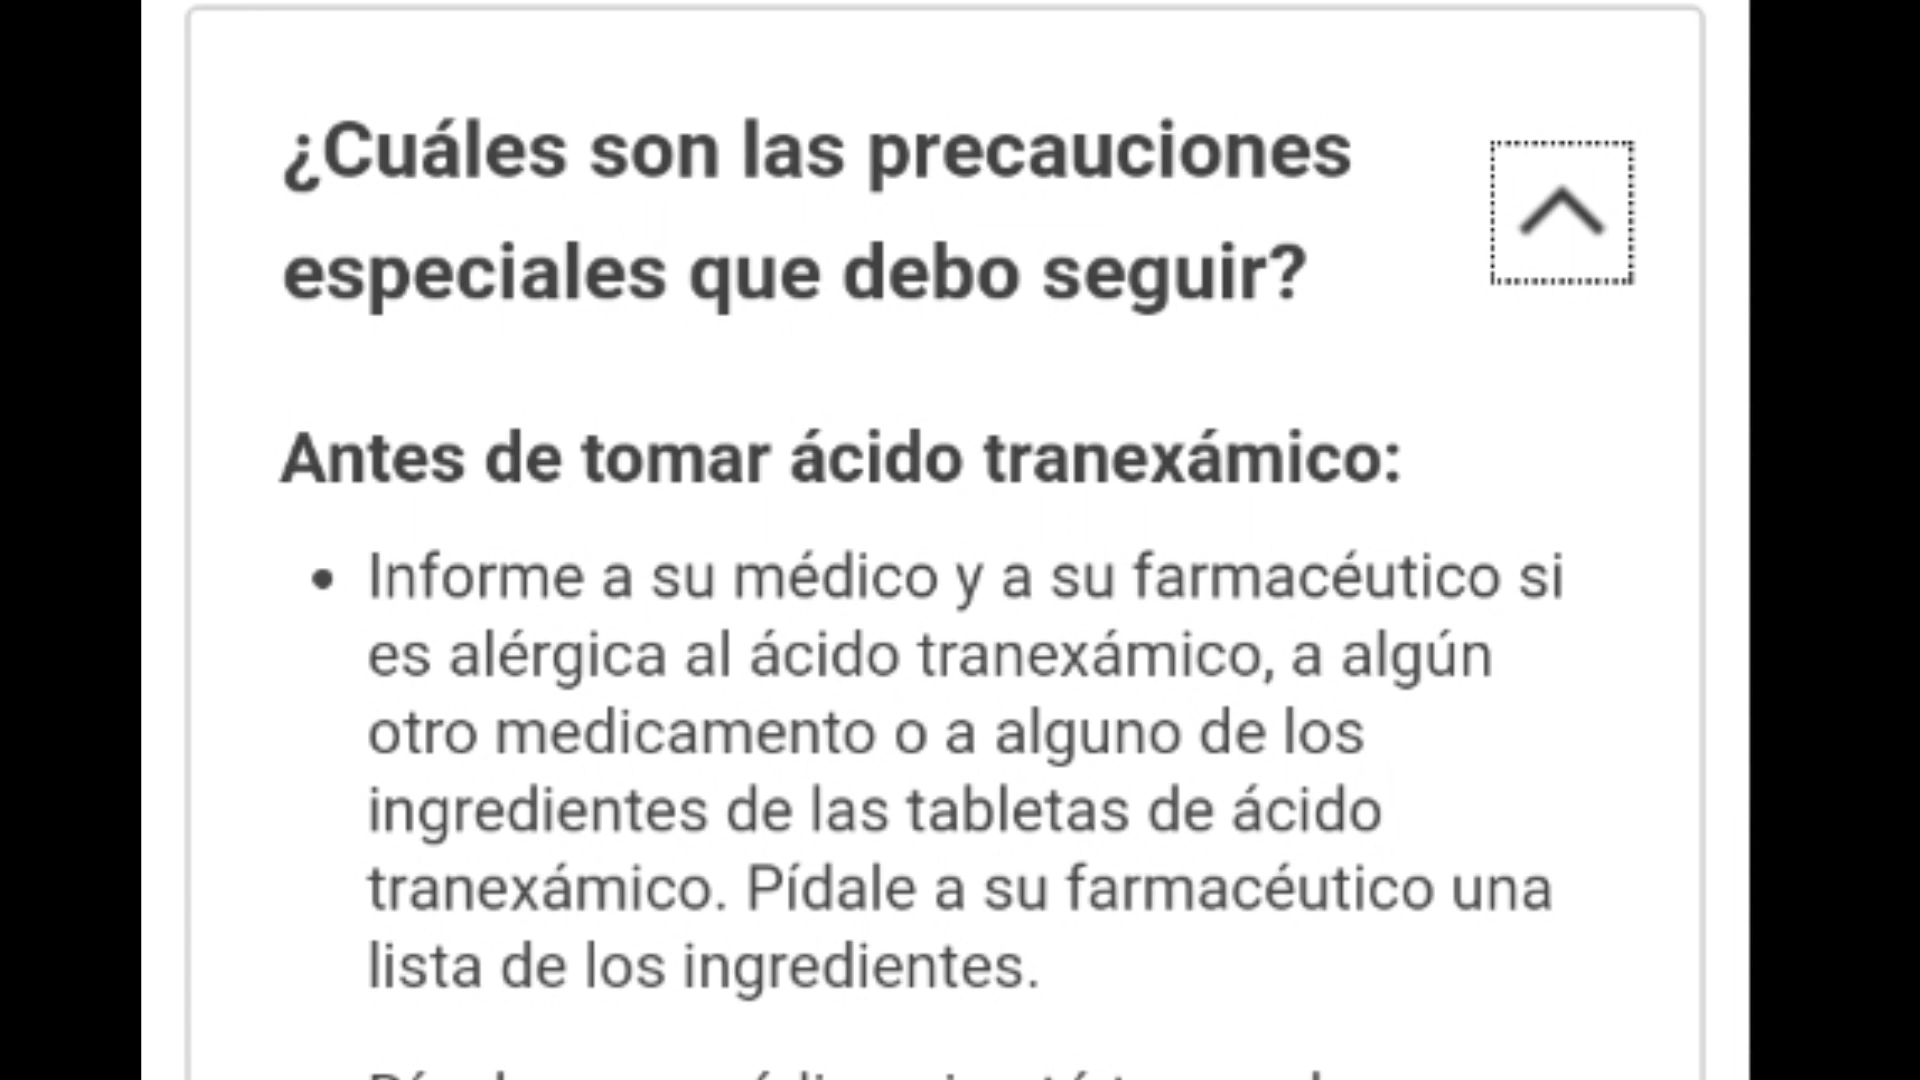 ¿Cuáles son las precauciones
especiales que debo seguir?
Antes de tomar ácido tranexámico:
• Informe a su médico y a su farmacéutico si
es alérgica al ácido tranexámico, a algún
otro medicamento o a alguno de los
ingredientes de las tabletas de ácido
tranexámico. Pídale a su farmacéutico una
lista de los ingredientes.